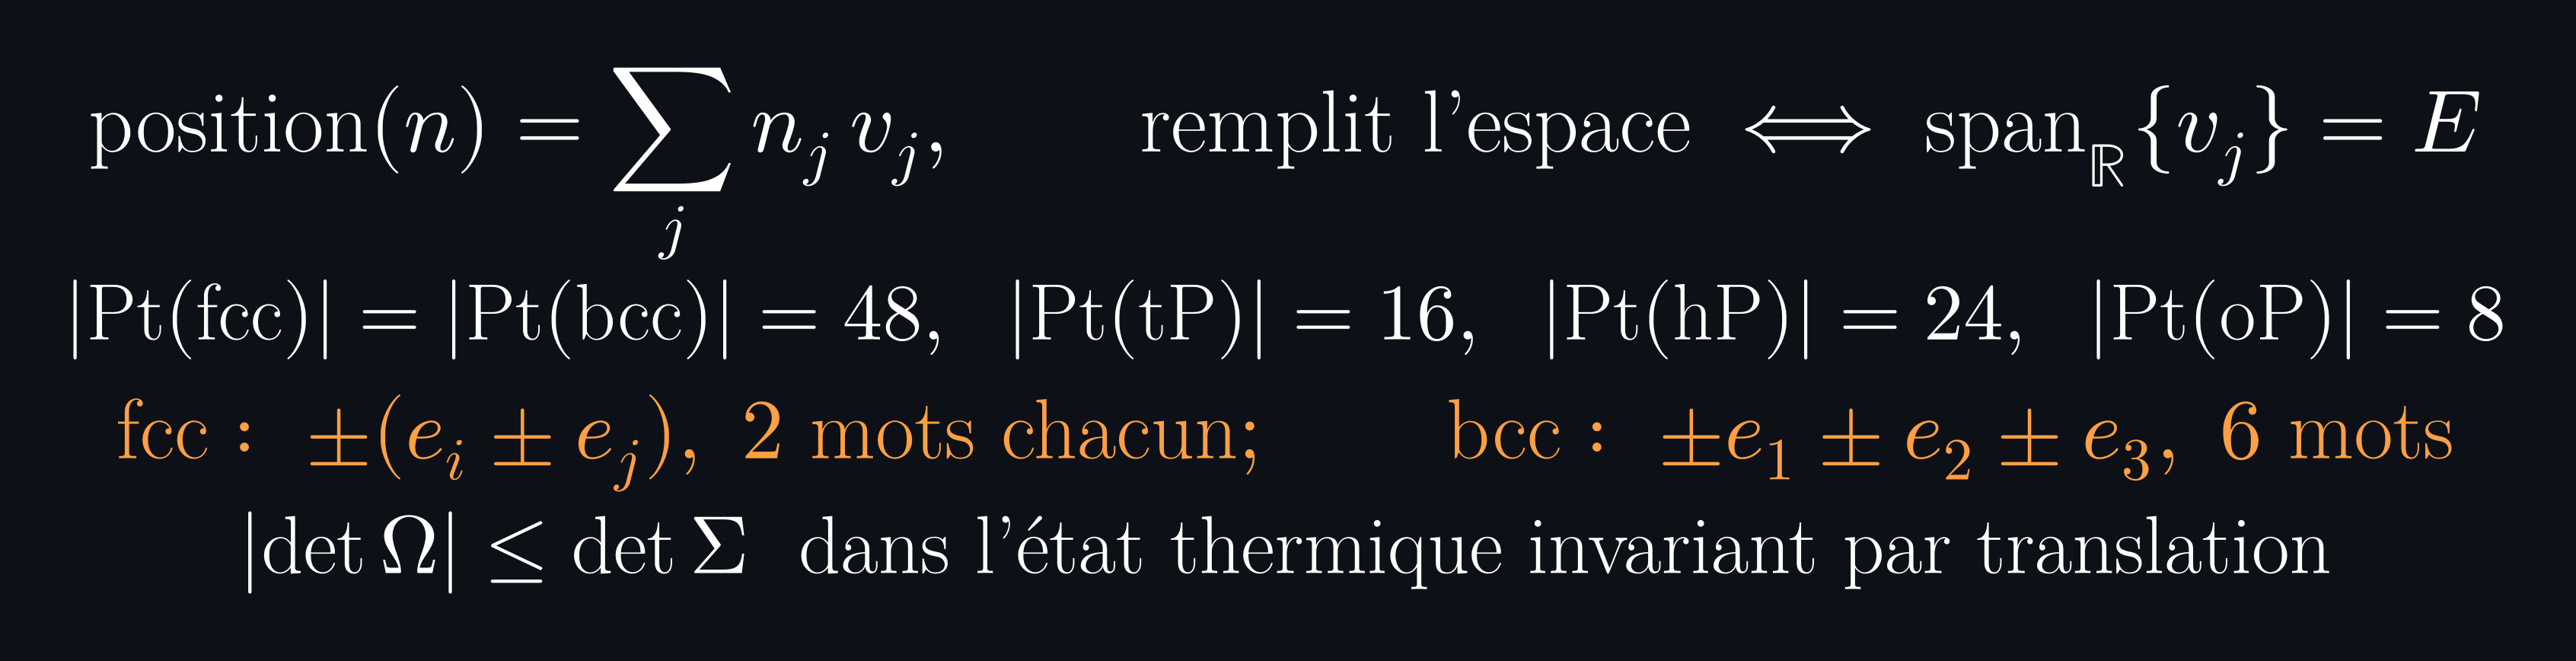 position(n) = ∑_j n_j v_j, remplit l'espace ⟺ span_ℝ{v_j} = E
|Pt(fcc)| = |Pt(bcc)| = 48, |Pt(tP)| = 16, |Pt(hP)| = 24, |Pt(oP)| = 8
fcc : ±(e_i ± e_j), 2 mots chacun; bcc : ±e_1 ± e_2 ± e_3, 6 mots
|det Ω| ≤ det Σ dans l'état thermique invariant par translation